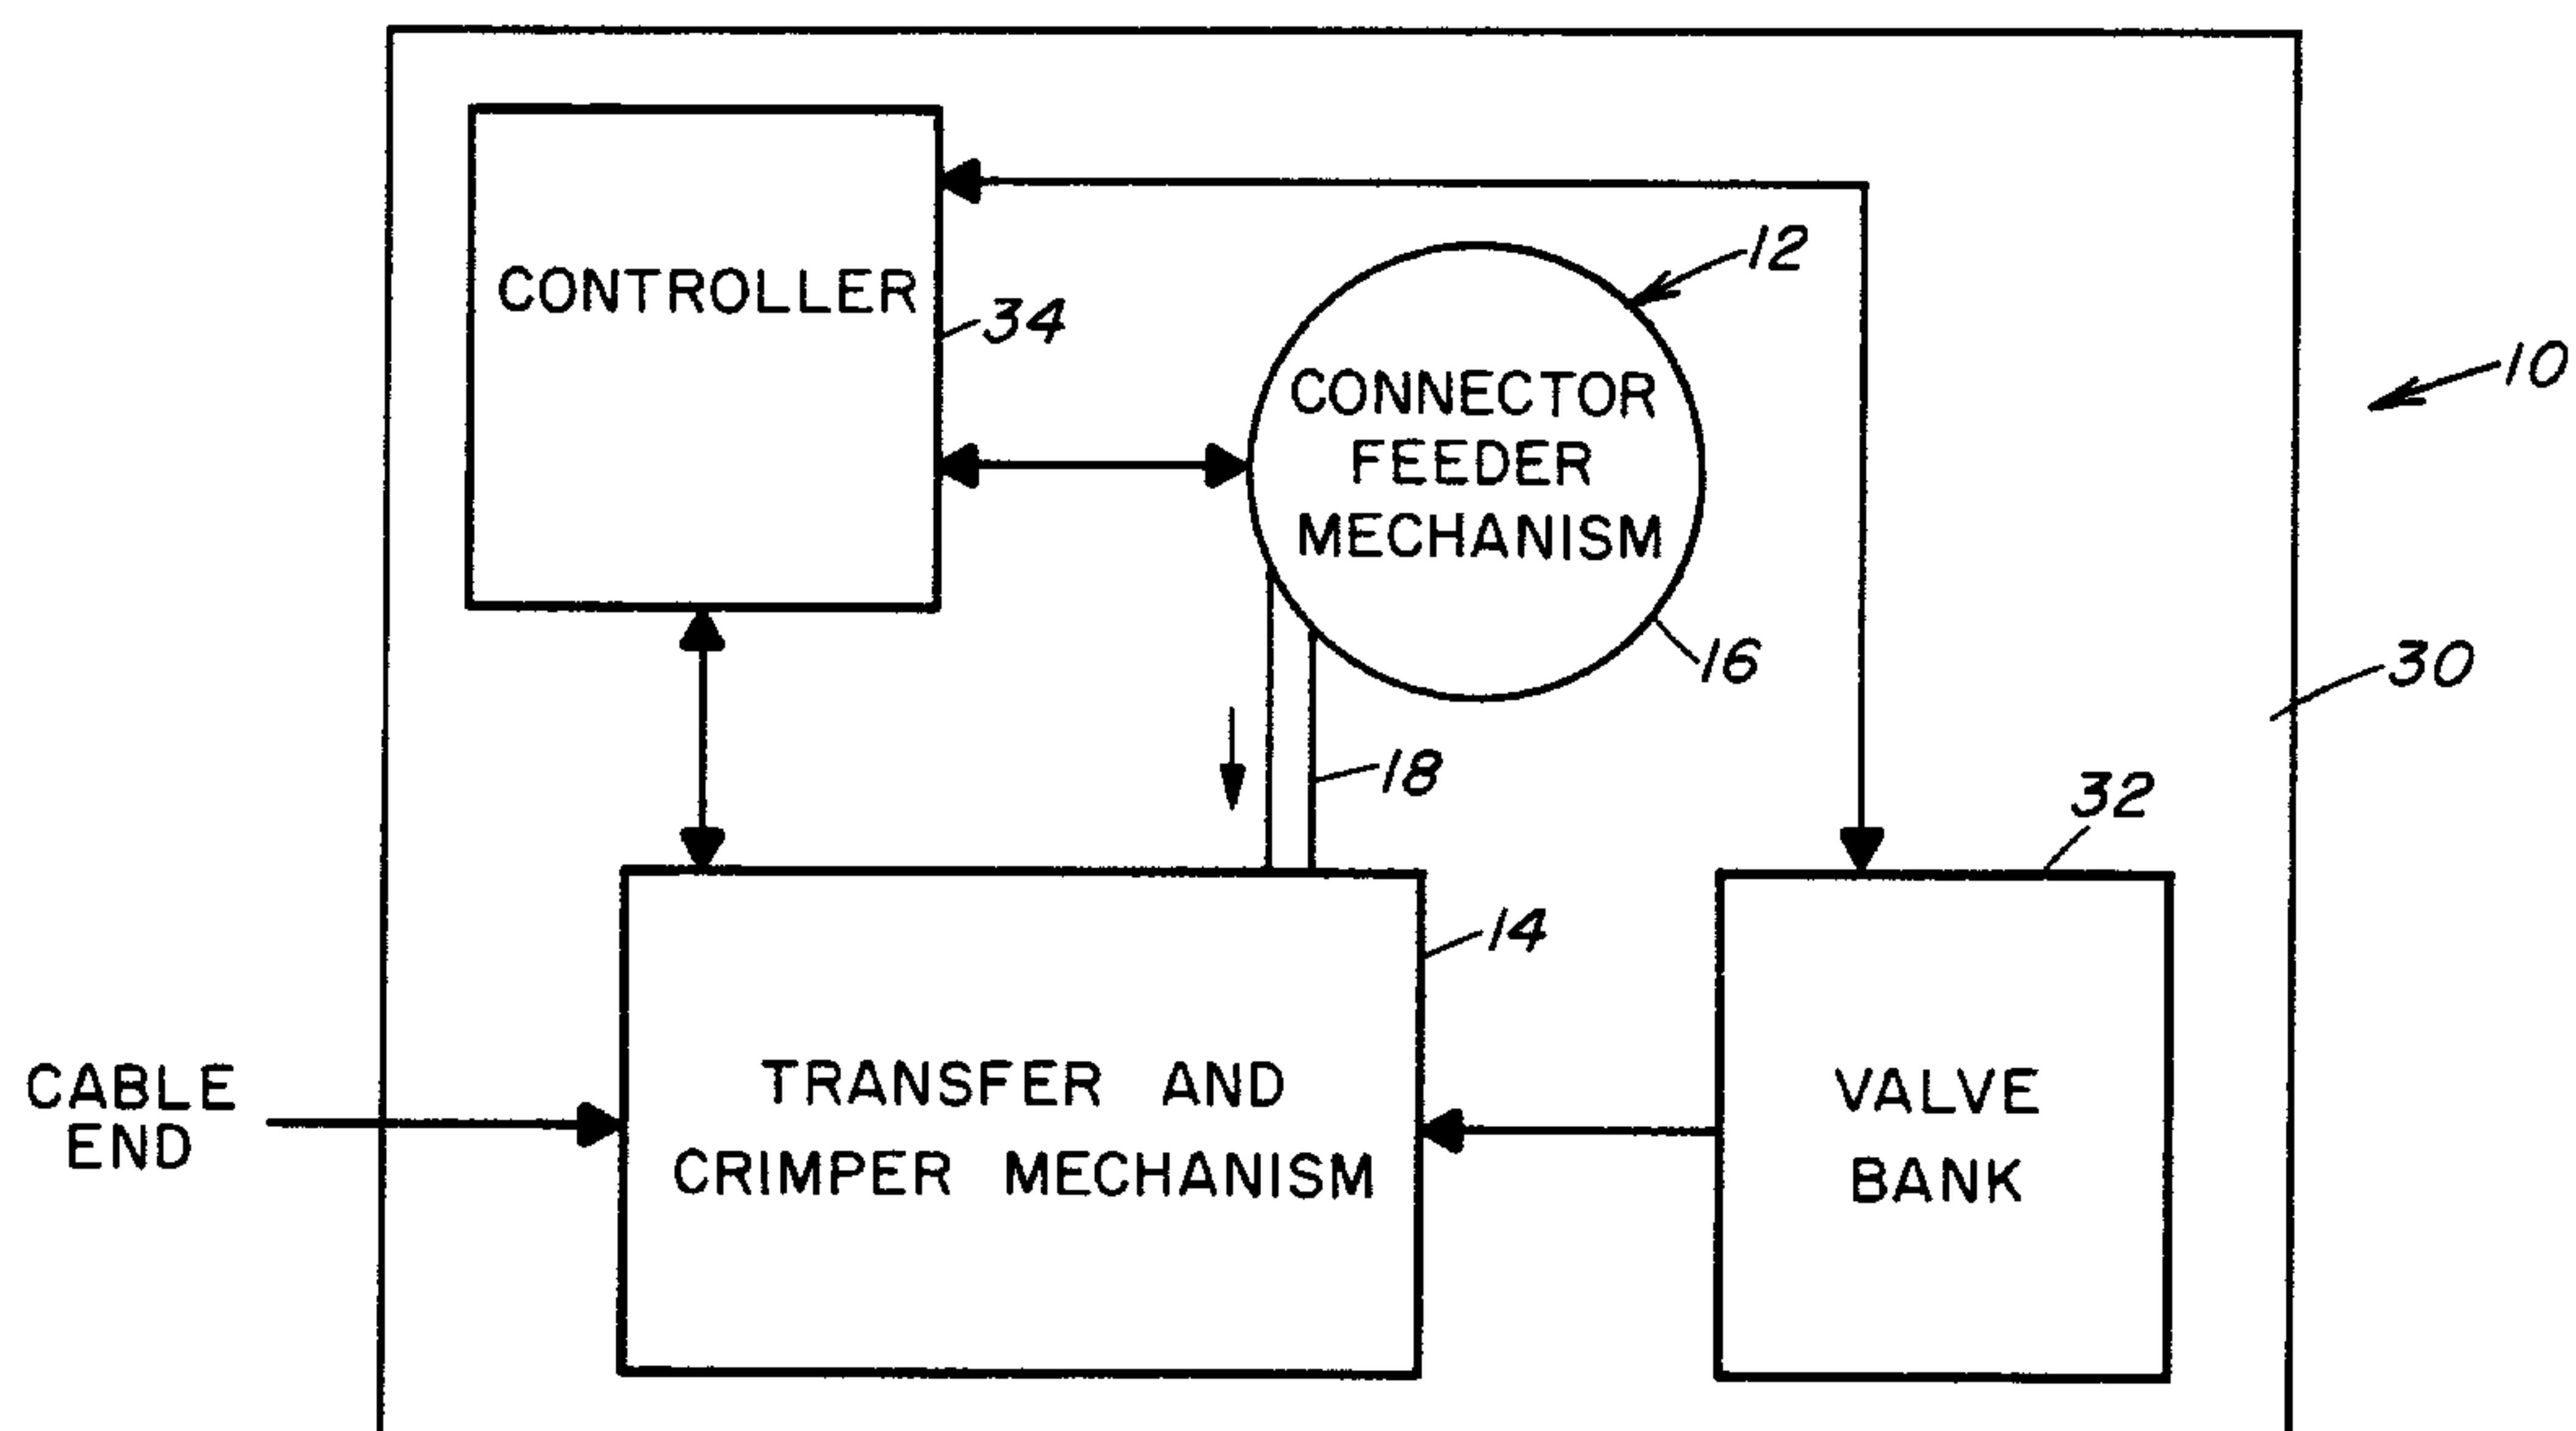 CONTROLLER
34
12
CONNECTOR
FEEDER
MECHANISM
10
16
30
18
32
14
CABLE
END
TRANSFER AND
CRIMPER MECHANISM
VALVE
BANK